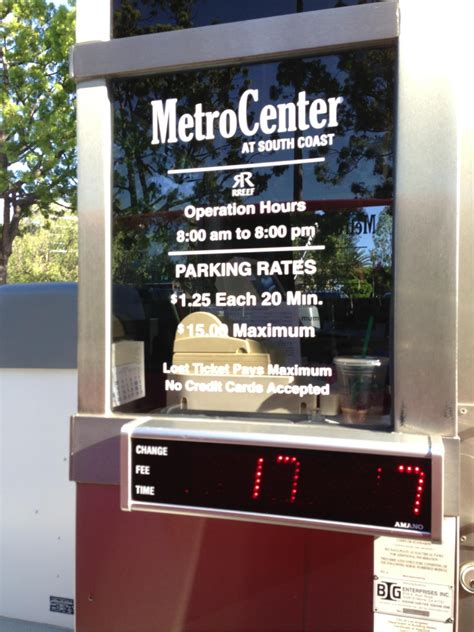 MetroCenter
AT SOUTH COAST
RR
RREEF
Operation Hours
8:00 am to 8:00 pm
PARKING RATES
$1.25 Each 20 Min.
$15.00 Maximum
Lost Ticket Pays Maximum
No Credit Cards Accepted
CHANGE
FEE
TIME
17 7
AMANO
BIG ENTERPRISES INC.